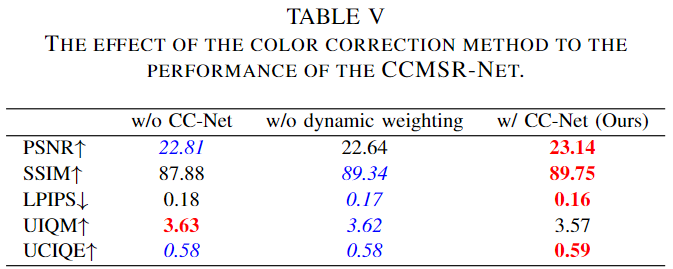 TABLE V
THE EFFECT OF THE COLOR CORRECTION METHOD TO THE
PERFORMANCE OF THE CCMSR-NET.
w/o CC-Net w/o dynamic weighting w/ CC-Net (Ours)
PSNR↑ 22.81 22.64 23.14
SSIM↑ 87.88 89.34 89.75
LPIPS↓ 0.18 0.17 0.16
UIQM↑ 3.63 3.62 3.57
UCIQE↑ 0.58 0.58 0.59